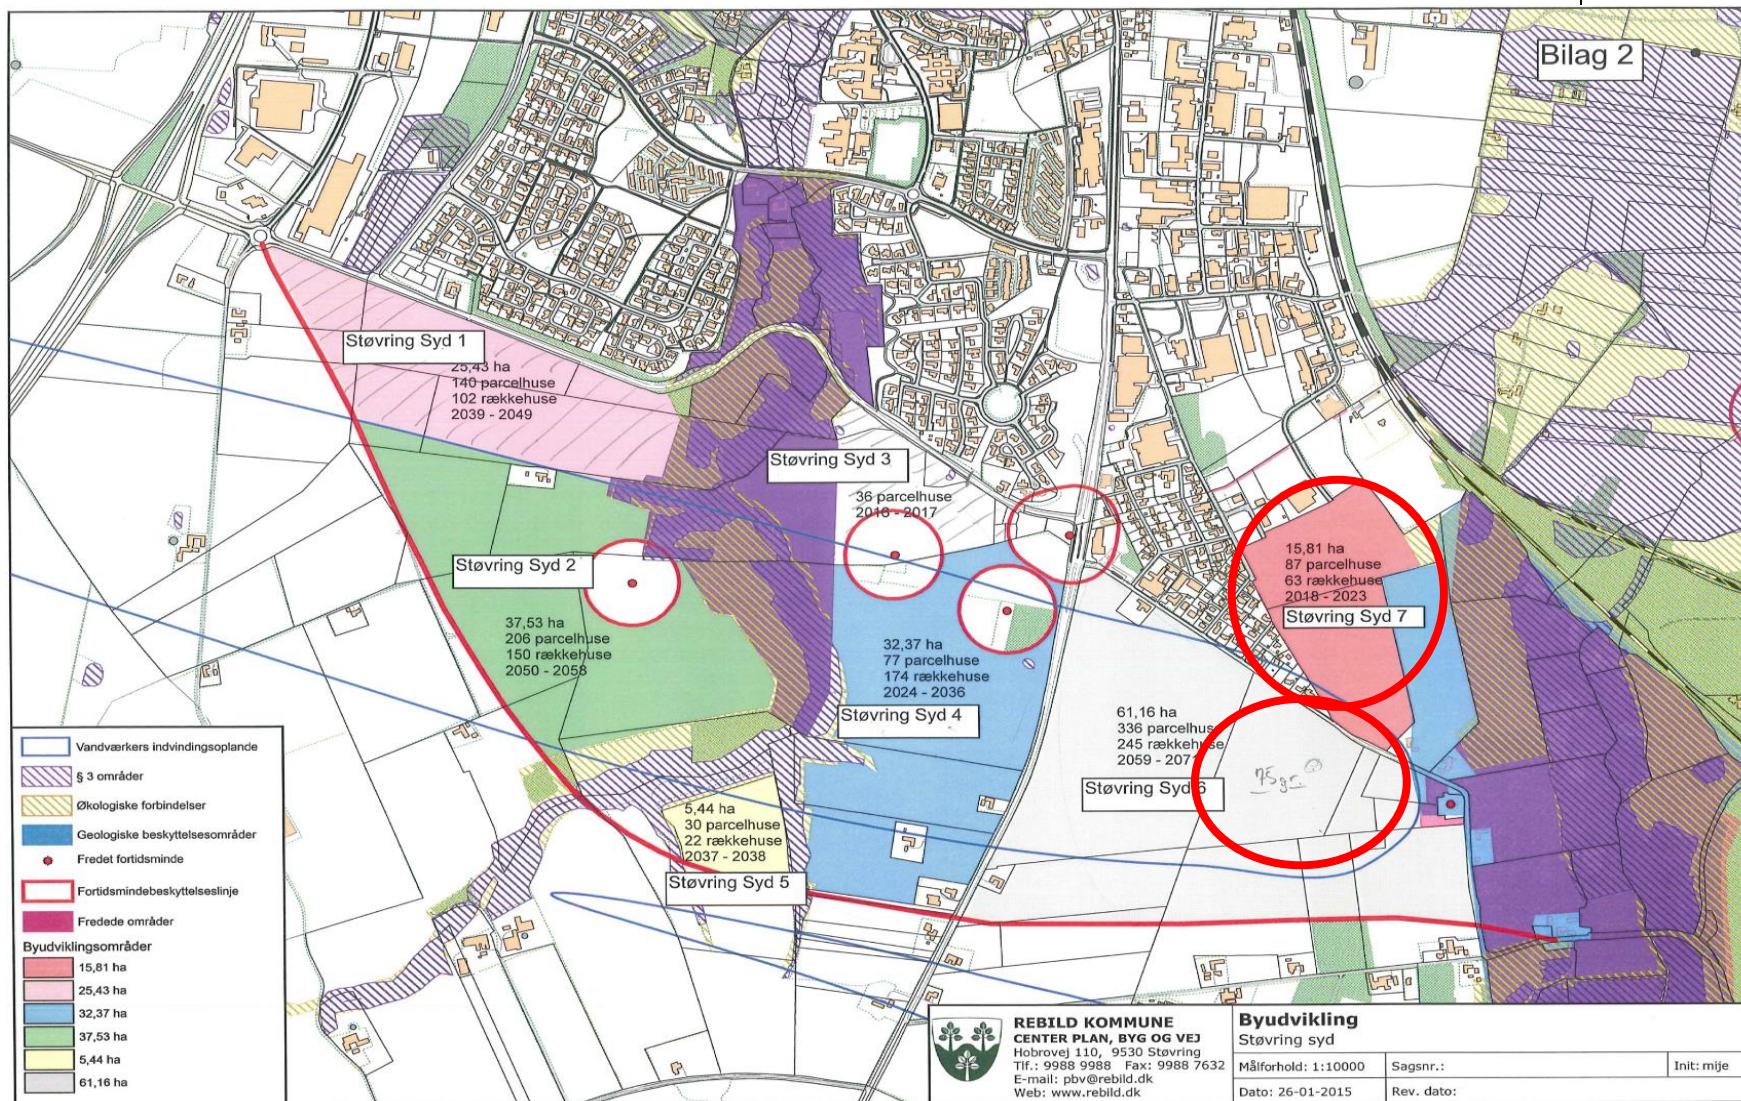 Bilag 2
Støvring Syd 1
25,43 ha
140 parcelhuse
102 rækkehuse
2039 - 2049
Støvring Syd 3
36 parcelhuse
2016 - 2017
Støvring Syd 2
37,53 ha
206 parcelhuse
150 rækkehuse
2050 - 2058
15,81 ha
87 parcelhuse
63 rækkehuse
2018 - 2023
Støvring Syd 7
32,37 ha
77 parcelhuse
174 rækkehuse
2024 - 2036
Støvring Syd 4
61,16 ha
336 parcelhuse
245 rækkehuse
2059 - 207
Støvring Syd 6
5,44 ha
30 parcelhuse
22 rækkehuse
2037 - 2038
Støvring Syd 5
Vandværkers indvindingsoplande
§ 3 områder
Økologiske forbindelser
Geologiske beskyttelsesområder
Fredet fortidsminde
Fortidsmindebeskyttelseslinje
Fredede områder
Byudviklingsområder
15,81 ha
25,43 ha
32,37 ha
37,53 ha
5,44 ha
61,16 ha
REBILD KOMMUNE
CENTER PLAN, BYG OG VEJ
Hobrovej 110, 9530 Støvring
Tlf.: 9988 9988 Fax: 9988 7632
E-mail: pbv@rebild.dk
Web: www.rebild.dk
Byudvikling
Støvring syd
Målforhold: 1:10000
Sagsnr.:
Init: mije
Dato: 26-01-2015
Rev. dato: